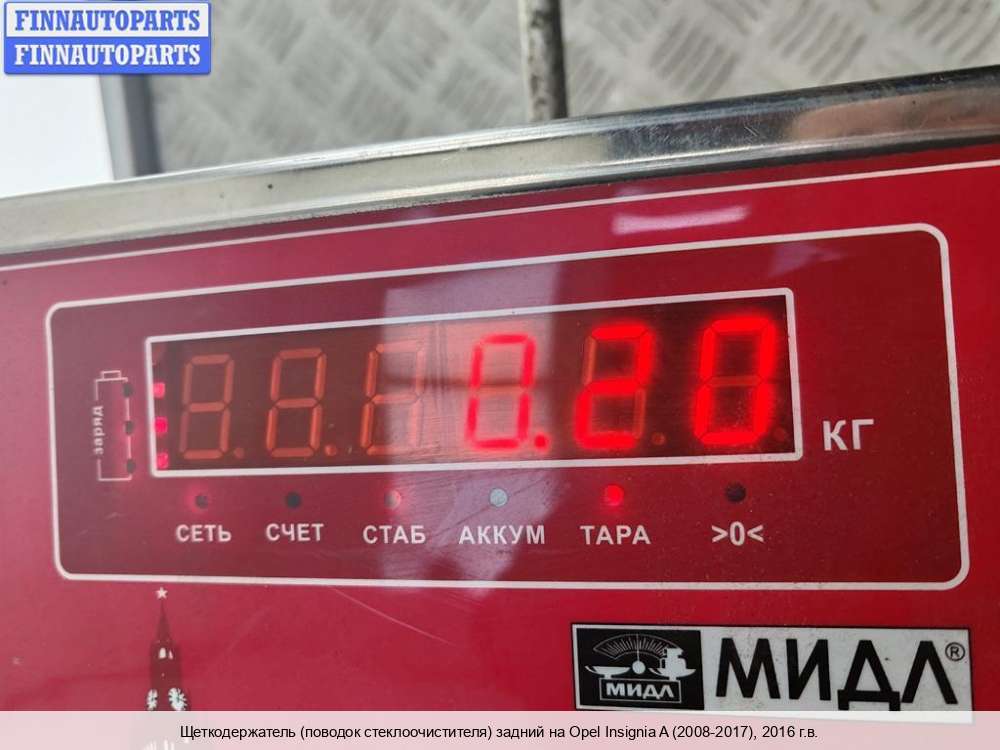 FINNAUTOPARTS
FINNAUTOPARTS
заряд
0.20 КГ
СЕТЬ СЧЕТ СТАБ АККУМ ТАРА >0<
МИДЛ МИДЛ®
Щеткодержатель (поводок стеклоочистителя) задний на Opel Insignia A (2008-2017), 2016 г.в.